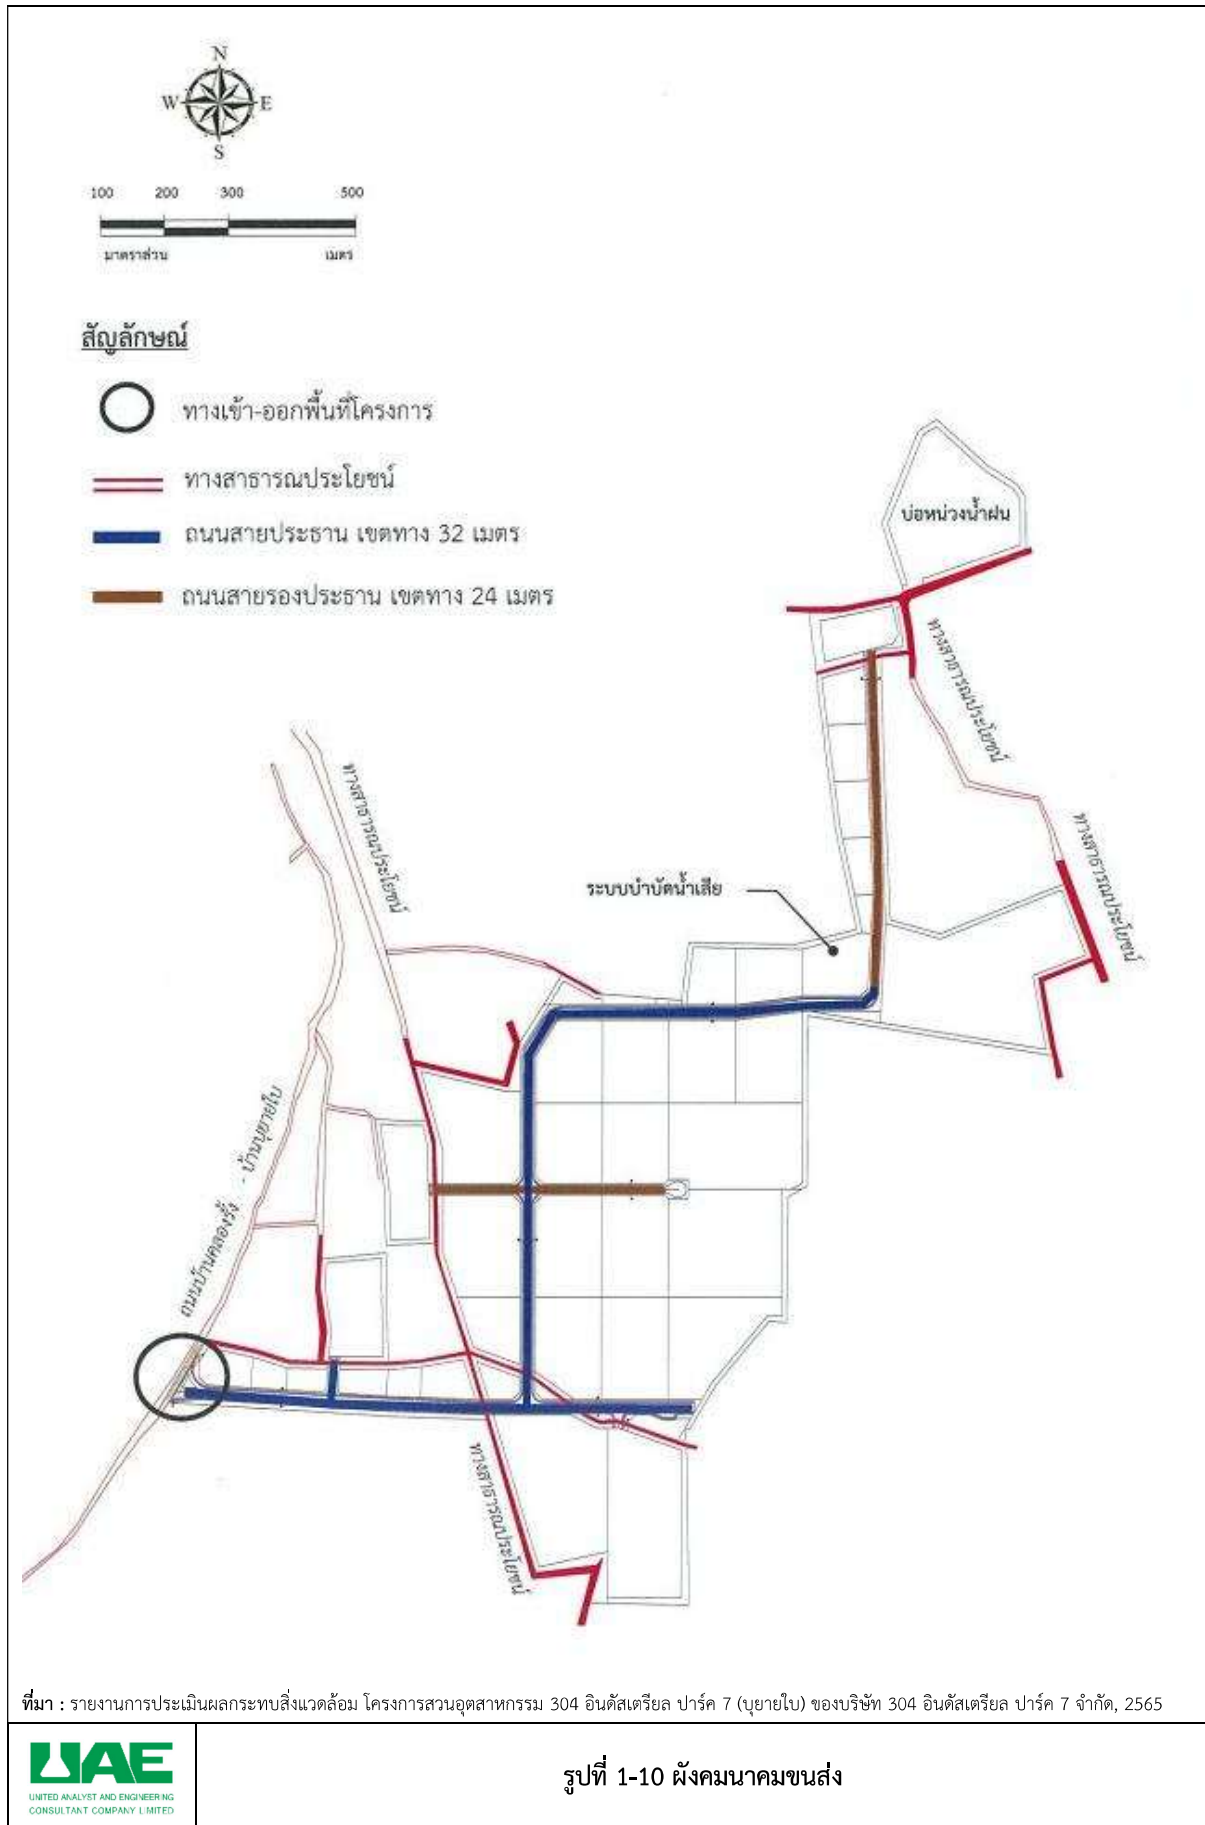 N
W E
S
100 200 300 500
มาตราส่วน เมตร
สัญลักษณ์
ทางเข้า-ออกพื้นที่โครงการ
ทางสาธารณประโยชน์
ถนนสายประธาน เขตทาง 32 เมตร
ถนนสายรองประธาน เขตทาง 24 เมตร
บ่อหน่วงน้ำฝน
ทางสาธารณประโยชน์
ทางสาธารณประโยชน์
ทางสาธารณประโยชน์
ระบบบำบัดน้ำเสีย
ถนนบ้านคลองรั้ง - บ้านบุยายใบ
ทางสาธารณประโยชน์
ที่มา : รายงานการประเมินผลกระทบสิ่งแวดล้อม โครงการสวนอุตสาหกรรม 304 อินดัสเตรียล ปาร์ค 7 (บุยายใบ) ของบริษัท 304 อินดัสเตรียล ปาร์ค 7 จำกัด, 2565
UAE
UNITED ANALYST AND ENGINEERING
CONSULTANT COMPANY LIMITED
รูปที่ 1-10 ผังคมนาคมขนส่ง